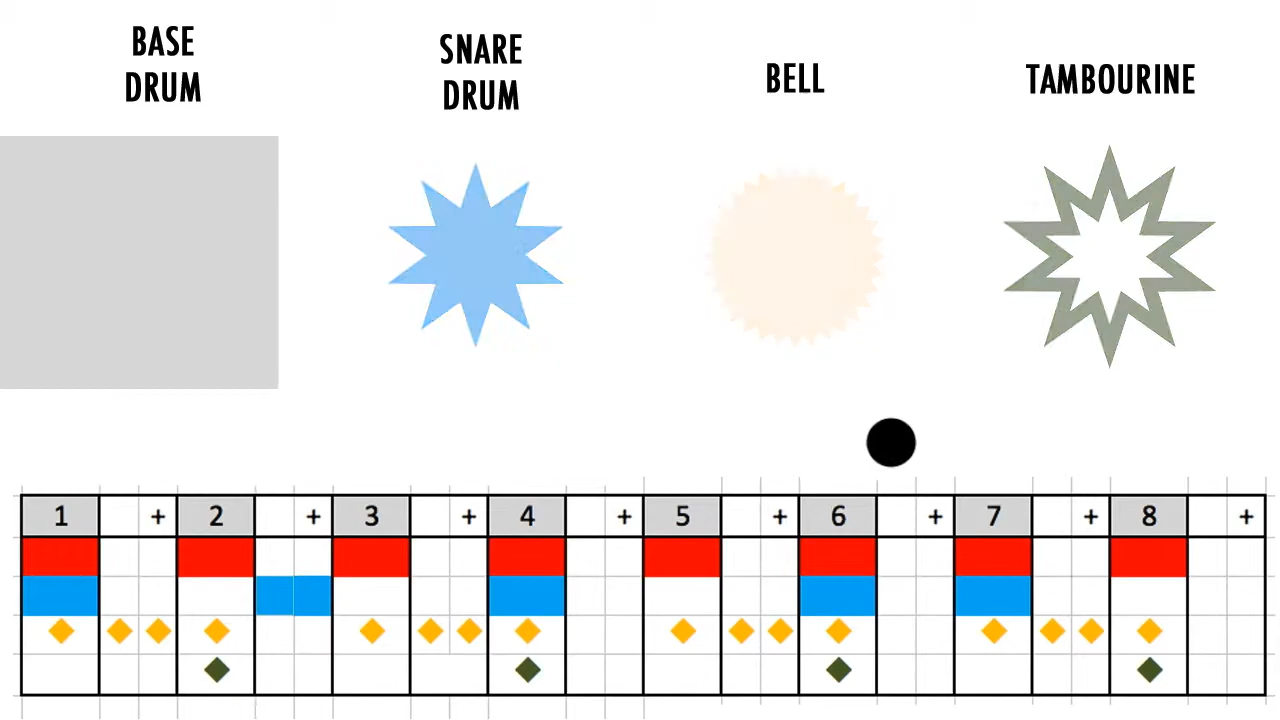 BASE
DRUM
SNARE
DRUM
BELL
TAMBOURINE
1 + 2 + 3 + 4 + 5 + 6 + 7 + 8 +